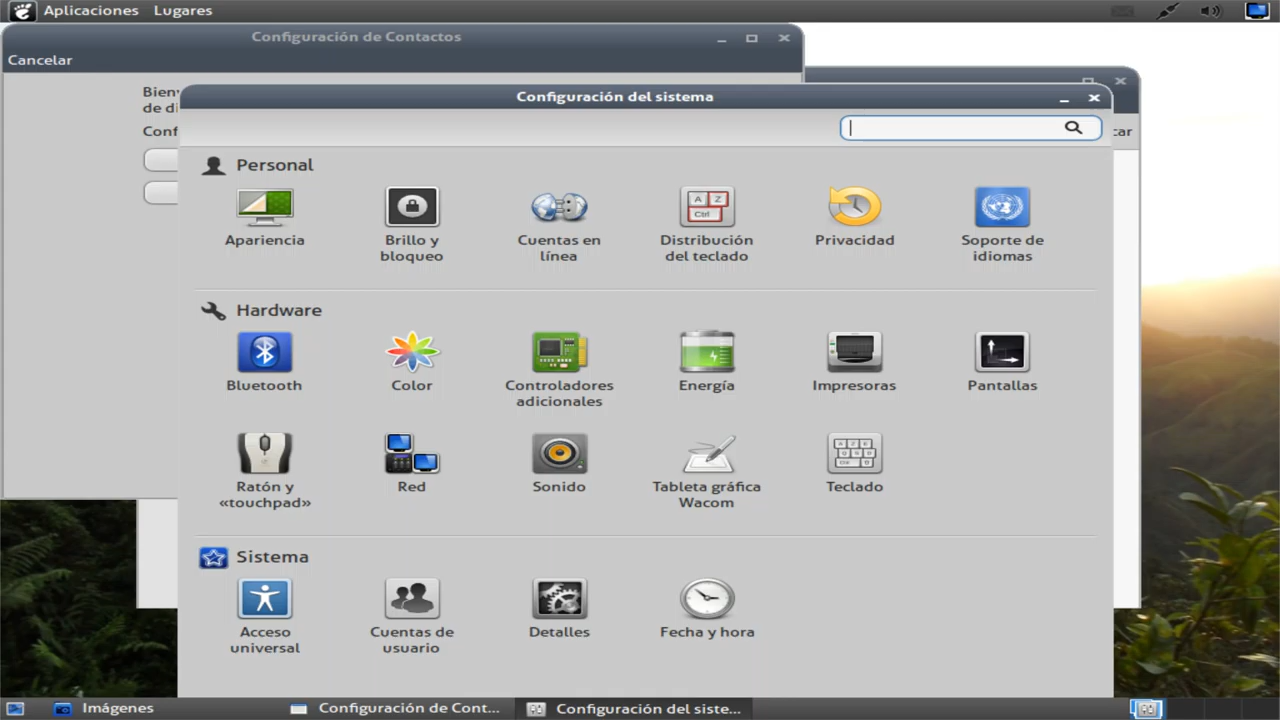 Aplicaciones Lugares
Configuración de Contactos
Cancelar
Configuración del sistema
Personal
Apariencia
Brillo y
bloqueo
Cuentas en
línea
A Z
Ctrl
Distribución
del teclado
Privacidad
Soporte de
idiomas
Hardware
Bluetooth
Color
Controladores
adicionales
Energía
Impresoras
Pantallas
Ratón y
«touchpad»
Red
Sonido
Tableta gráfica
Wacom
Teclado
Sistema
Acceso
universal
Cuentas de
usuario
Detalles
Fecha y hora
Imágenes
Configuración de Cont...
Configuración del siste...